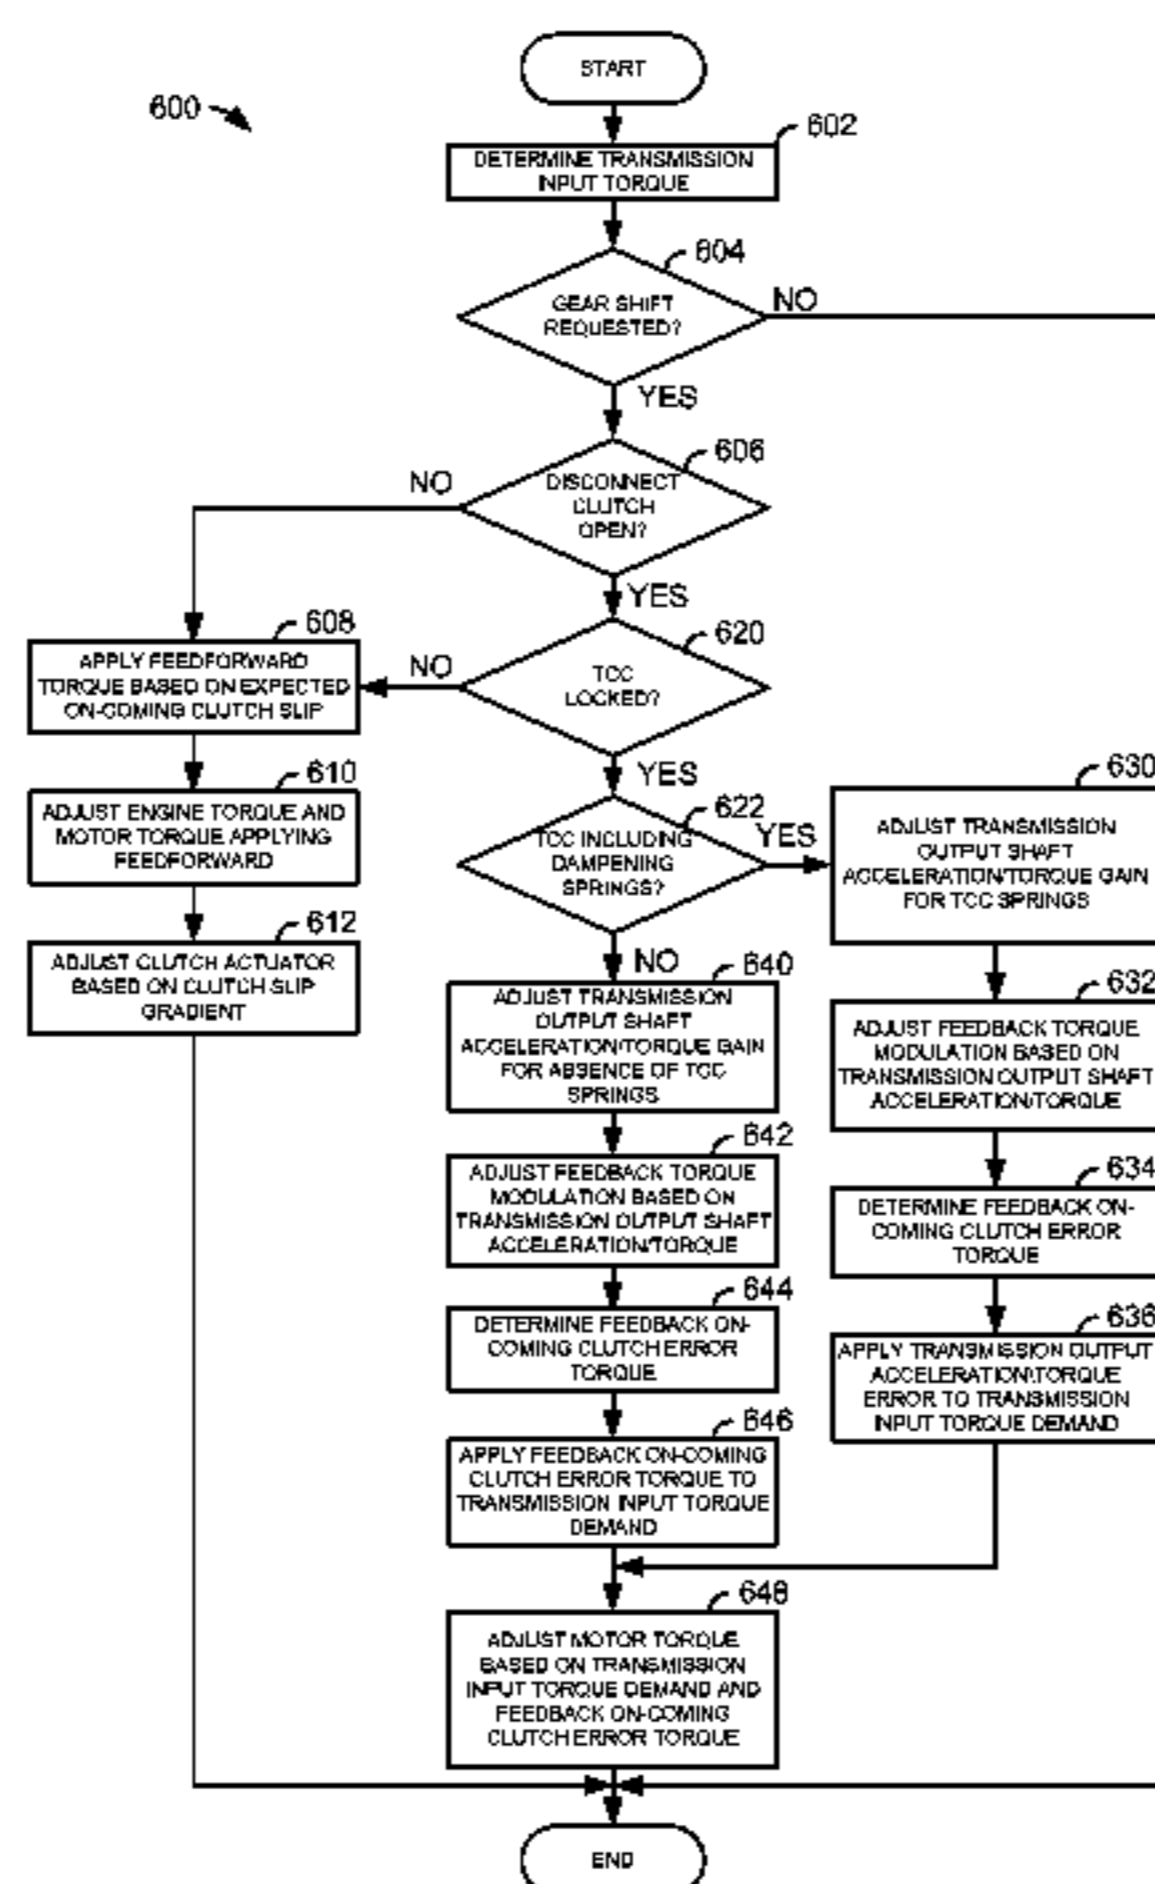 START
600
602
DETERMINE TRANSMISSION
INPUT TORQUE
604
GEAR SHIFT
REQUESTED?
NO
YES
606
DISCONNECT
CLUTCH
OPEN?
NO
YES
608
APPLY FEEDFORWARD
TORQUE BASED ON EXPECTED
ON-COMING CLUTCH SLIP
620
TCC
LOCKED?
NO
YES
610
ADJUST ENGINE TORQUE AND
MOTOR TORQUE APPLYING
FEEDFORWARD
622
TCC INCLUDING
DAMPENING
SPRINGS?
YES
NO
630
ADJUST TRANSMISSION
OUTPUT SHAFT
ACCELERATION/TORQUE GAIN
FOR TCC SPRINGS
612
ADJUST CLUTCH ACTUATOR
BASED ON CLUTCH SLIP
GRADIENT
640
ADJUST TRANSMISSION
OUTPUT SHAFT
ACCELERATION/TORQUE GAIN
FOR ABSENCE OF TCC
SPRINGS
632
ADJUST FEEDBACK TORQUE
MODULATION BASED ON
TRANSMISSION OUTPUT SHAFT
ACCELERATION/TORQUE
642
ADJUST FEEDBACK TORQUE
MODULATION BASED ON
TRANSMISSION OUTPUT SHAFT
ACCELERATION/TORQUE
634
DETERMINE FEEDBACK ON-
COMING CLUTCH ERROR
TORQUE
644
DETERMINE FEEDBACK ON-
COMING CLUTCH ERROR
TORQUE
636
APPLY TRANSMISSION OUTPUT
ACCELERATION/TORQUE
ERROR TO TRANSMISSION
INPUT TORQUE DEMAND
646
APPLY FEEDBACK ON-COMING
CLUTCH ERROR TORQUE TO
TRANSMISSION INPUT TORQUE
DEMAND
648
ADJUST MOTOR TORQUE
BASED ON TRANSMISSION
INPUT TORQUE DEMAND AND
FEEDBACK ON-COMING
CLUTCH ERROR TORQUE
END